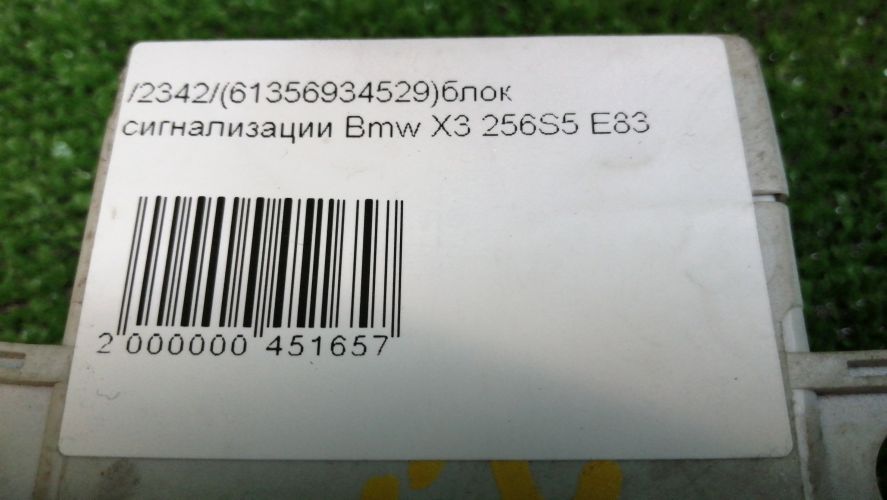 /2342/(61356934529)блок
сигнализации Bmw X3 256S5 E83
2 000000 451657